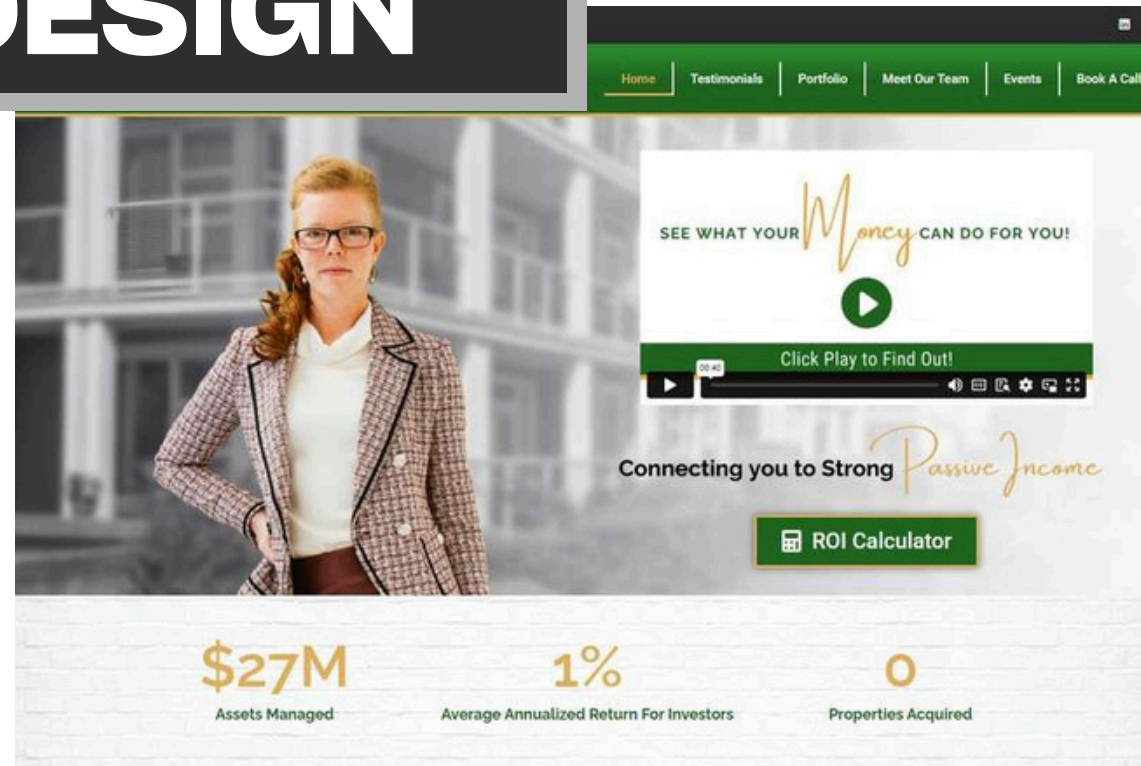 DESIGN
Home Testimonials Portfolio Meet Our Team Events Book A Call
SEE WHAT YOUR Money CAN DO FOR YOU!
Click Play to Find Out!
00:40
Connecting you to Strong Passive Income
ROI Calculator
$27M 1% 0
Assets Managed Average Annualized Return For Investors Properties Acquired